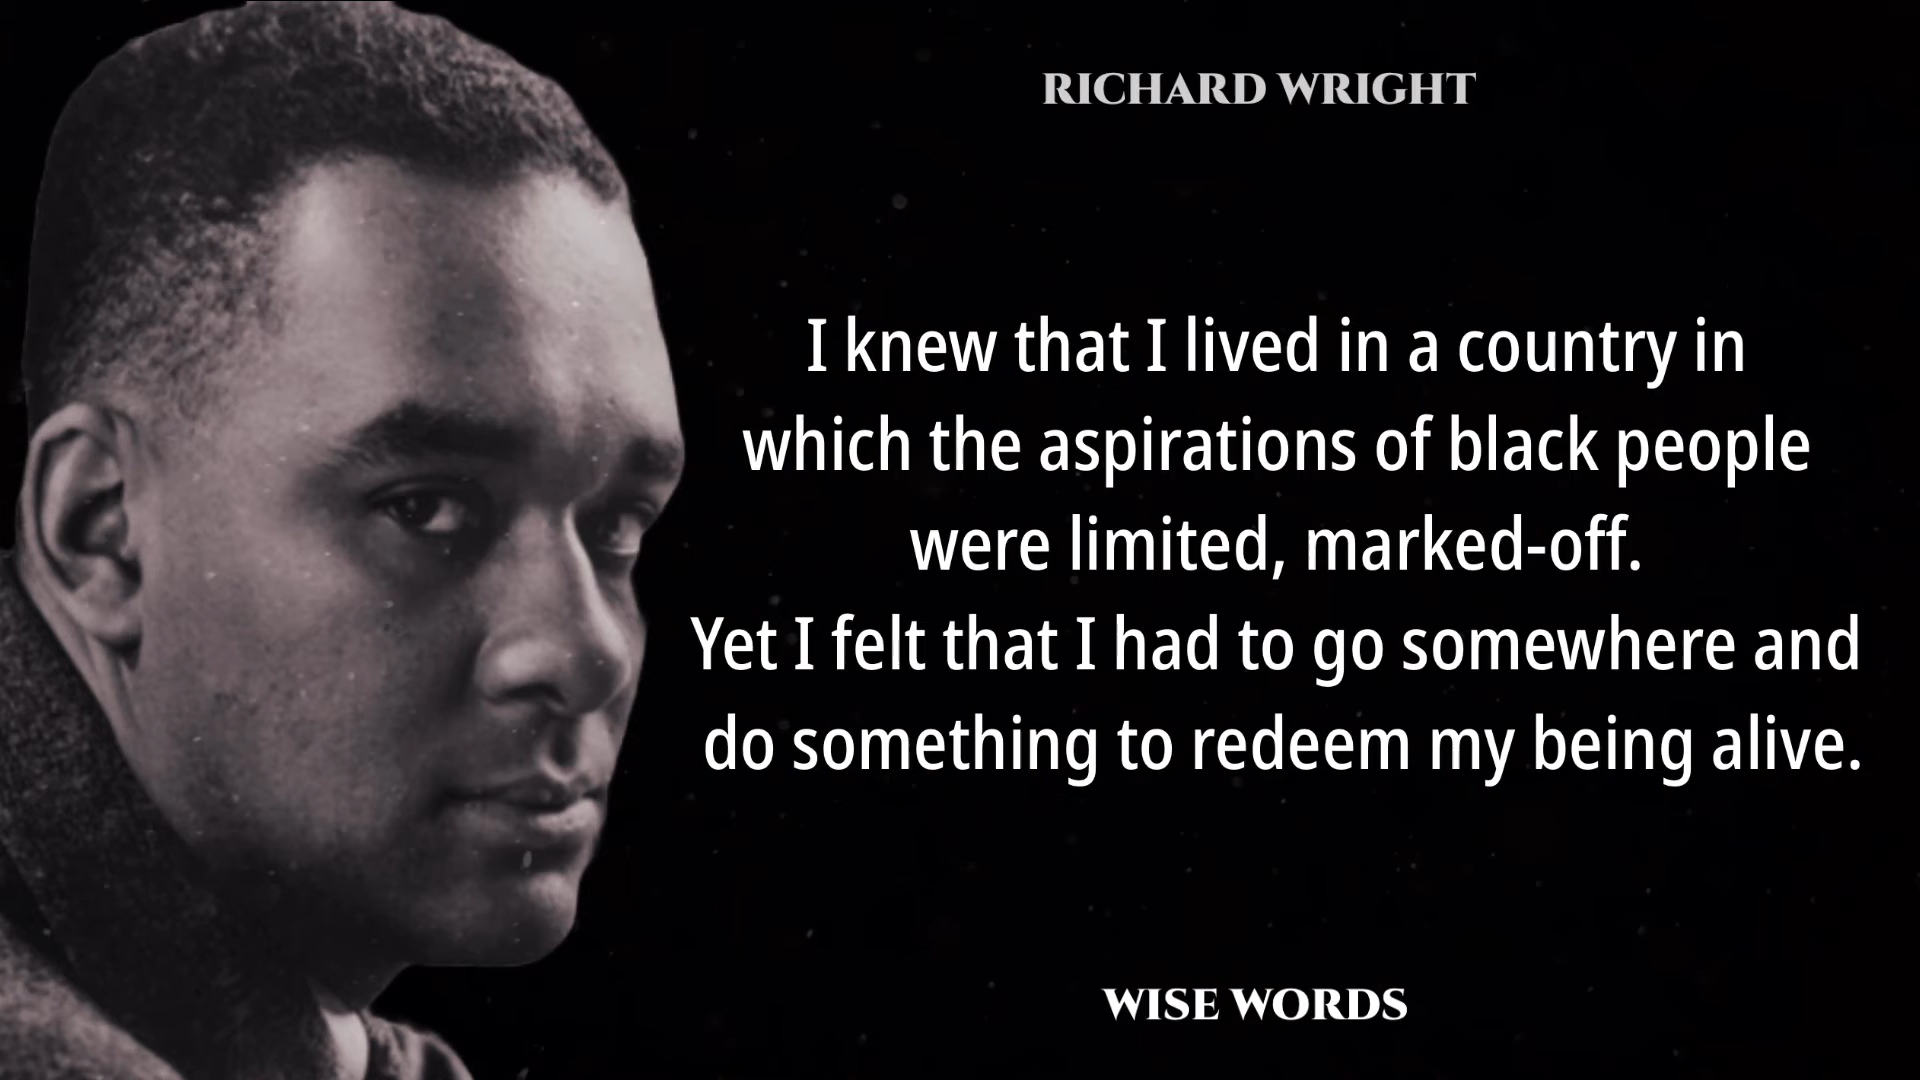 RICHARD WRIGHT
I knew that I lived in a country in
which the aspirations of black people
were limited, marked-off.
Yet I felt that I had to go somewhere and
do something to redeem my being alive.
WISE WORDS